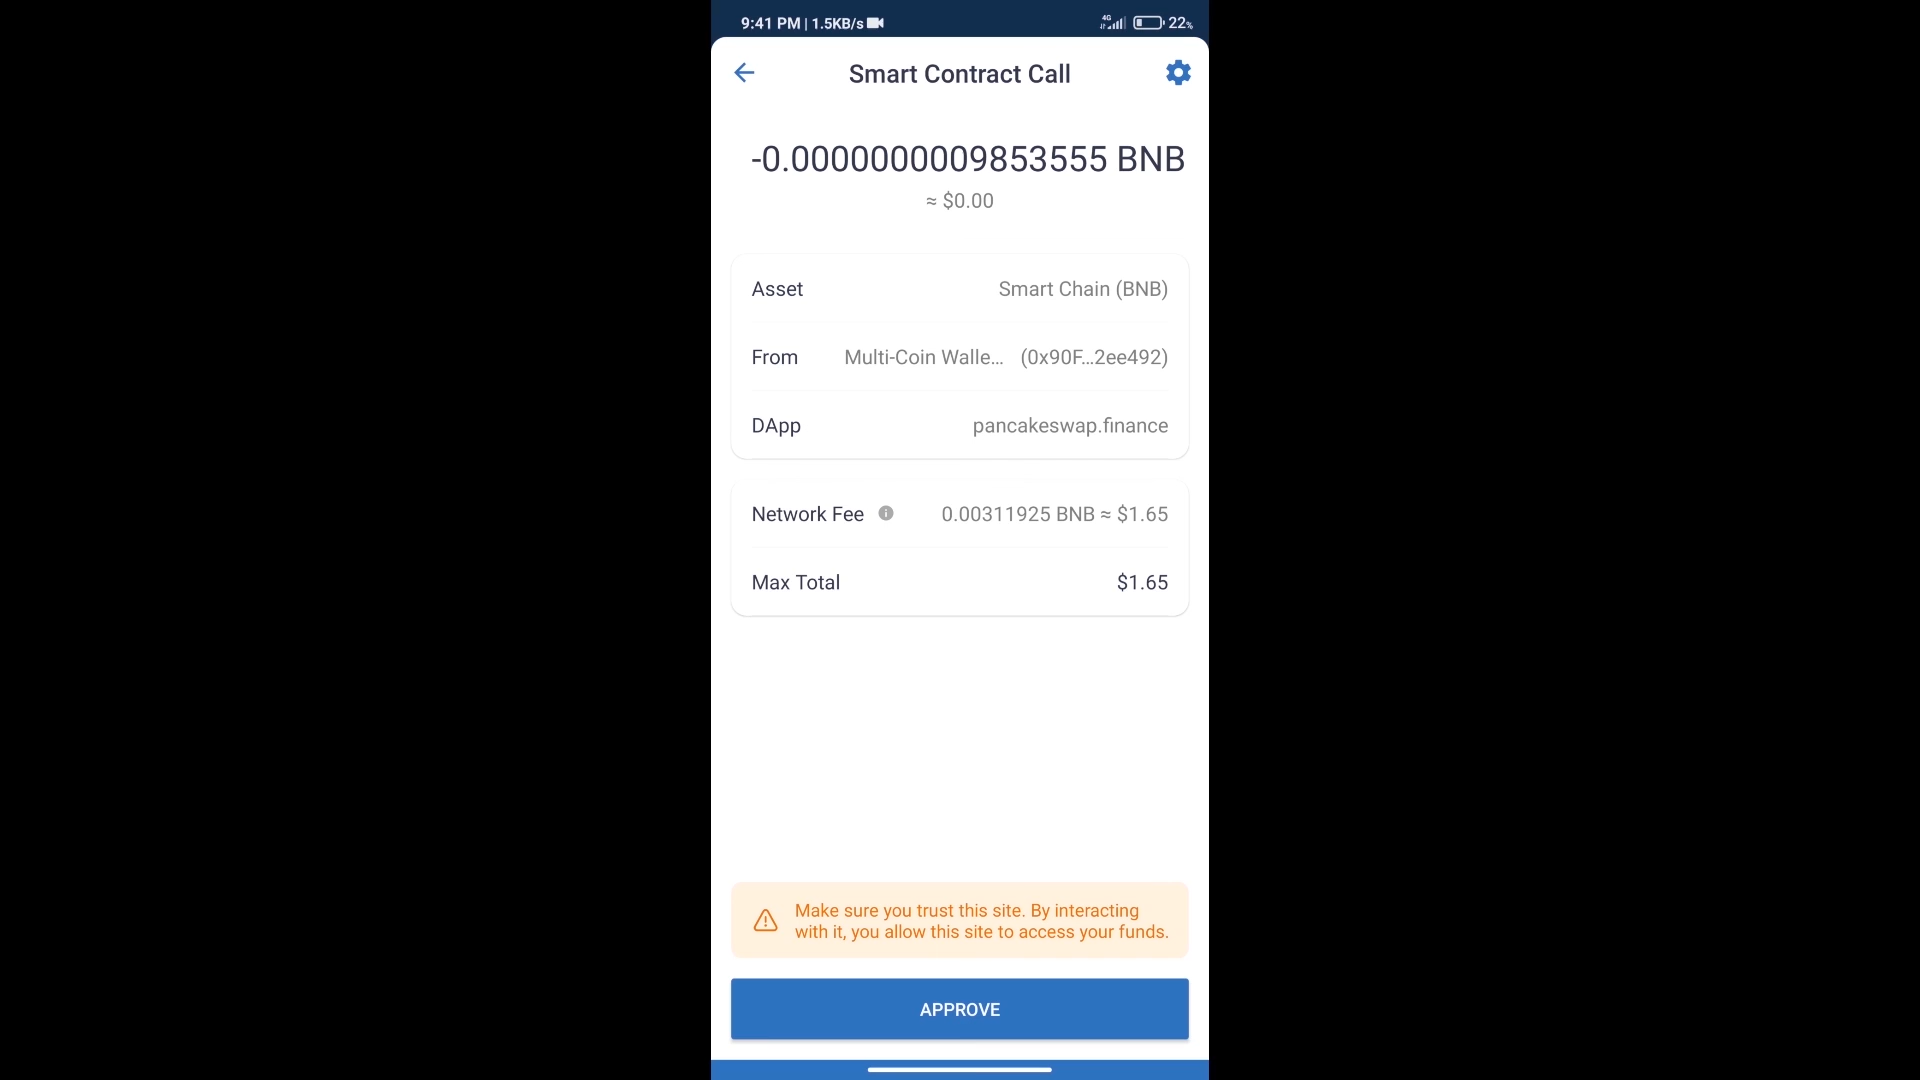 9:41 PM | 1.5KB/s 4G 22%
Smart Contract Call
-0.0000000009853555 BNB
≈ $0.00
Asset Smart Chain (BNB)
From Multi-Coin Walle... (0x90F...2ee492)
DApp pancakeswap.finance
Network Fee 0.00311925 BNB ≈ $1.65
Max Total $1.65
Make sure you trust this site. By interacting
with it, you allow this site to access your funds.
APPROVE